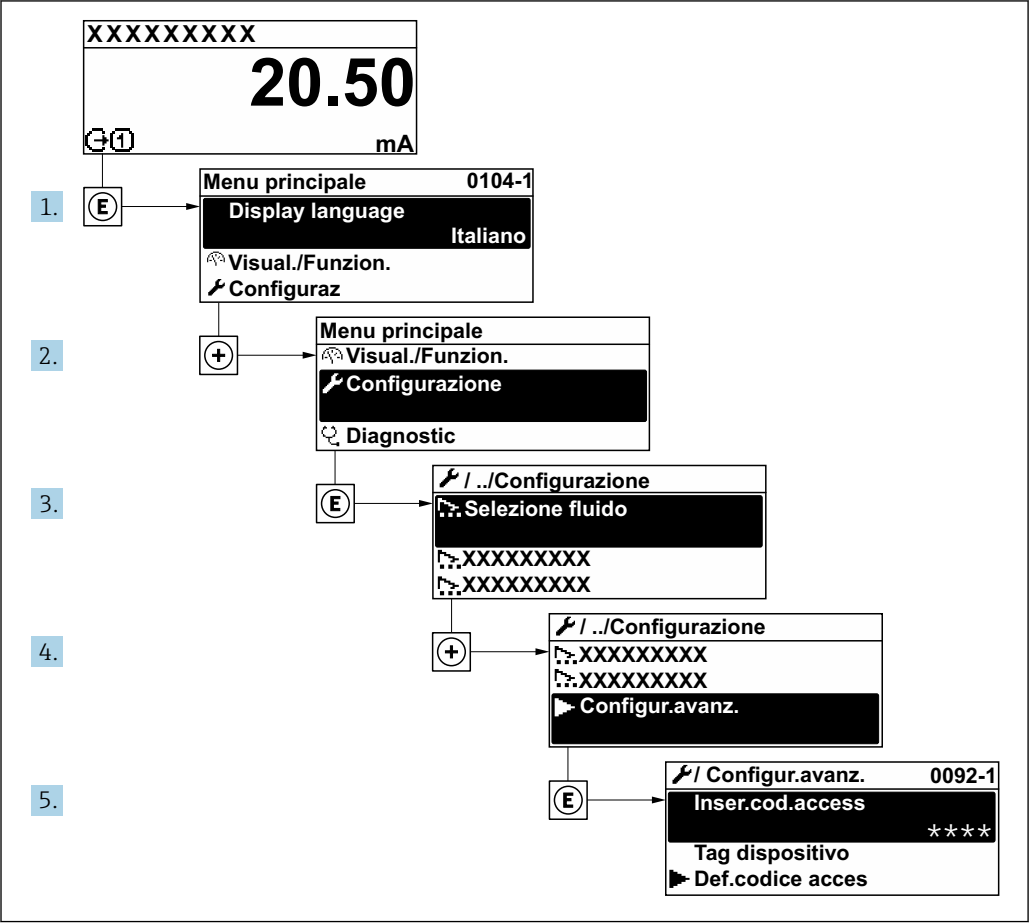 XXXXXXXXX
20.50
1
mA
1.
E
Menu principale 0104-1
Display language
Italiano
Visual./Funzion.
Configuraz
2.
+
Menu principale
Visual./Funzion.
Configurazione
Diagnostic
3.
E
/ ../Configurazione
Selezione fluido
XXXXXXXXX
XXXXXXXXX
4.
+
/ ../Configurazione
XXXXXXXXX
XXXXXXXXX
Configur.avanz.
5.
E
/ Configur.avanz. 0092-1
Inser.cod.access
****
Tag dispositivo
Def.codice acces